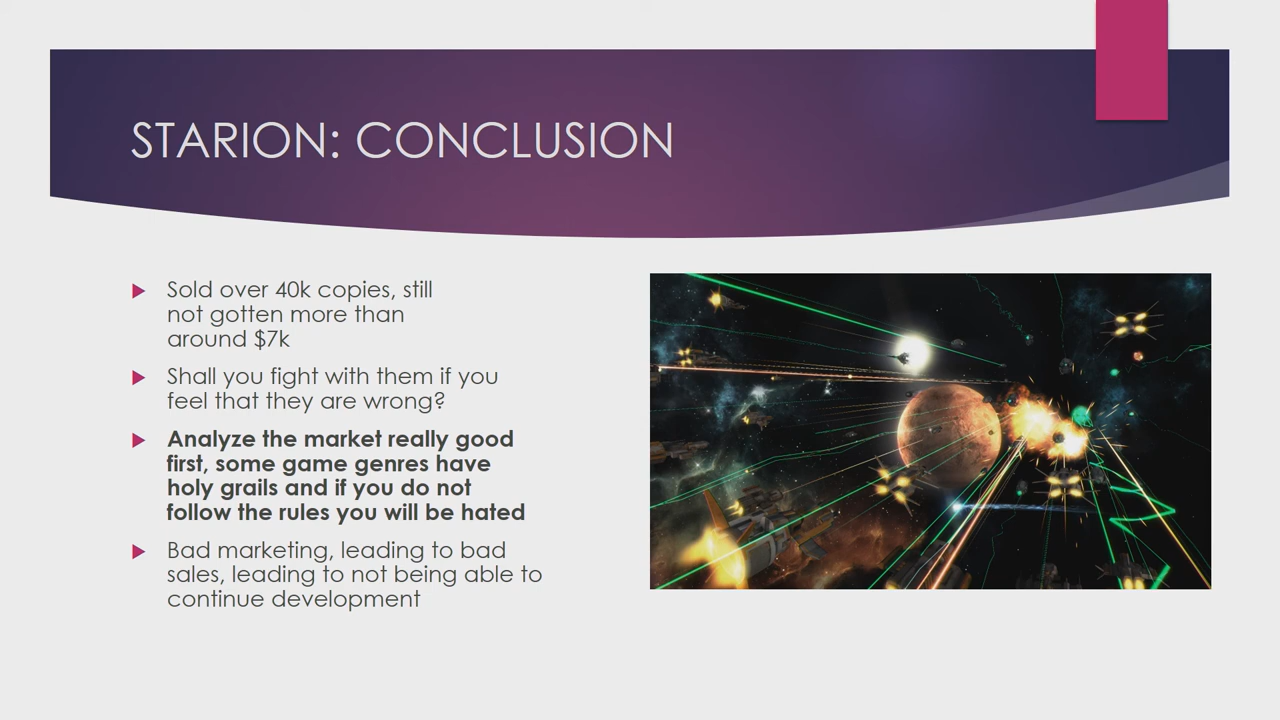 STARION: CONCLUSION
Sold over 40k copies, still
not gotten more than
around $7k
Shall you fight with them if you
feel that they are wrong?
Analyze the market really good
first, some game genres have
holy grails and if you do not
follow the rules you will be hated
Bad marketing, leading to bad
sales, leading to not being able to
continue development